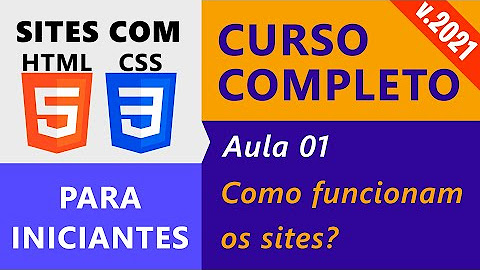 SITES COM
HTML CSS
5 3
PARA
INICIANTES
CURSO
COMPLETO
v.2021
Aula 01
Como funcionam
os sites?